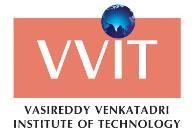 VVIT
VASIREDDY VENKATADRI
INSTITUTE OF TECHNOLOGY